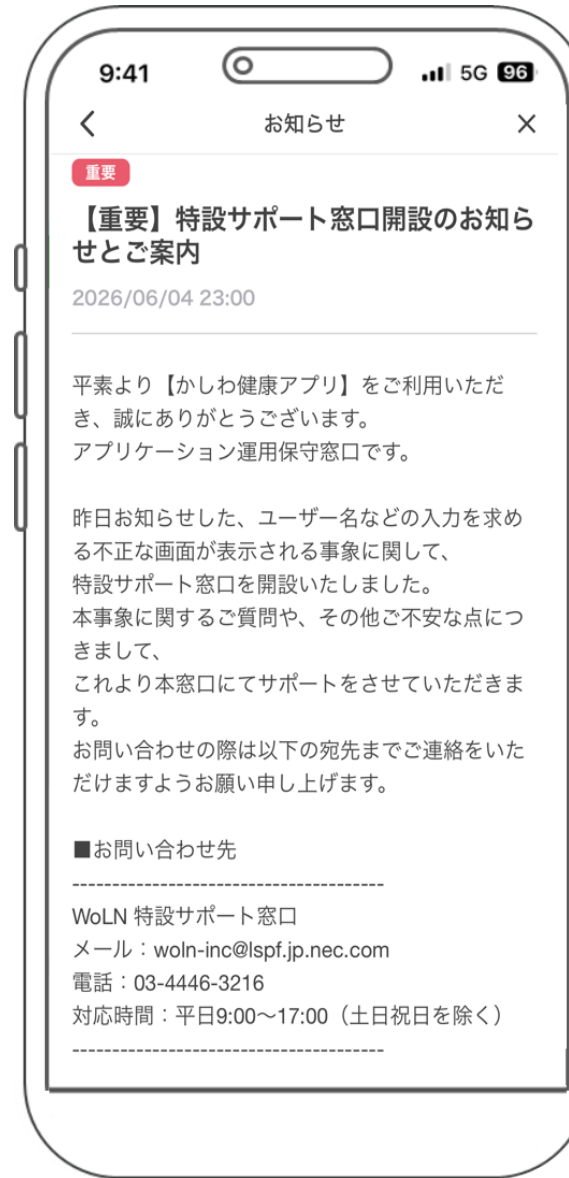 9:41
5G 96
お知らせ
重要
【重要】特設サポート窓口開設のお知ら
せとご案内
2026/06/04 23:00
平素より【かしわ健康アプリ】をご利用いただ
き、誠にありがとうございます。
アプリケーション運用保守窓口です。
昨日お知らせした、ユーザー名などの入力を求め
る不正な画面が表示される事象に関して、
特設サポート窓口を開設いたしました。
本事象に関するご質問や、その他ご不安な点につ
きまして、
これより本窓口にてサポートをさせていただきま
す。
お問い合わせの際は以下の宛先までご連絡をいた
だけますようお願い申し上げます。
■お問い合わせ先
---------------------------------------
WoLN 特設サポート窓口
メール：woln-inc@lspf.jp.nec.com
電話：03-4446-3216
対応時間：平日9:00～17:00（土日祝日を除く）
---------------------------------------